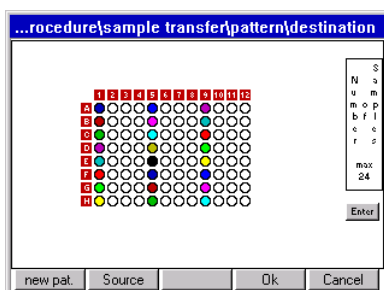 ...rocedure\sample transfer\pattern\destination
1 2 3 4 5 6 7 8 9 10 11 12
A
B
C
D
E
F
G
H
Number
of
Samples
max
24
Enter
new pat. Source Ok Cancel